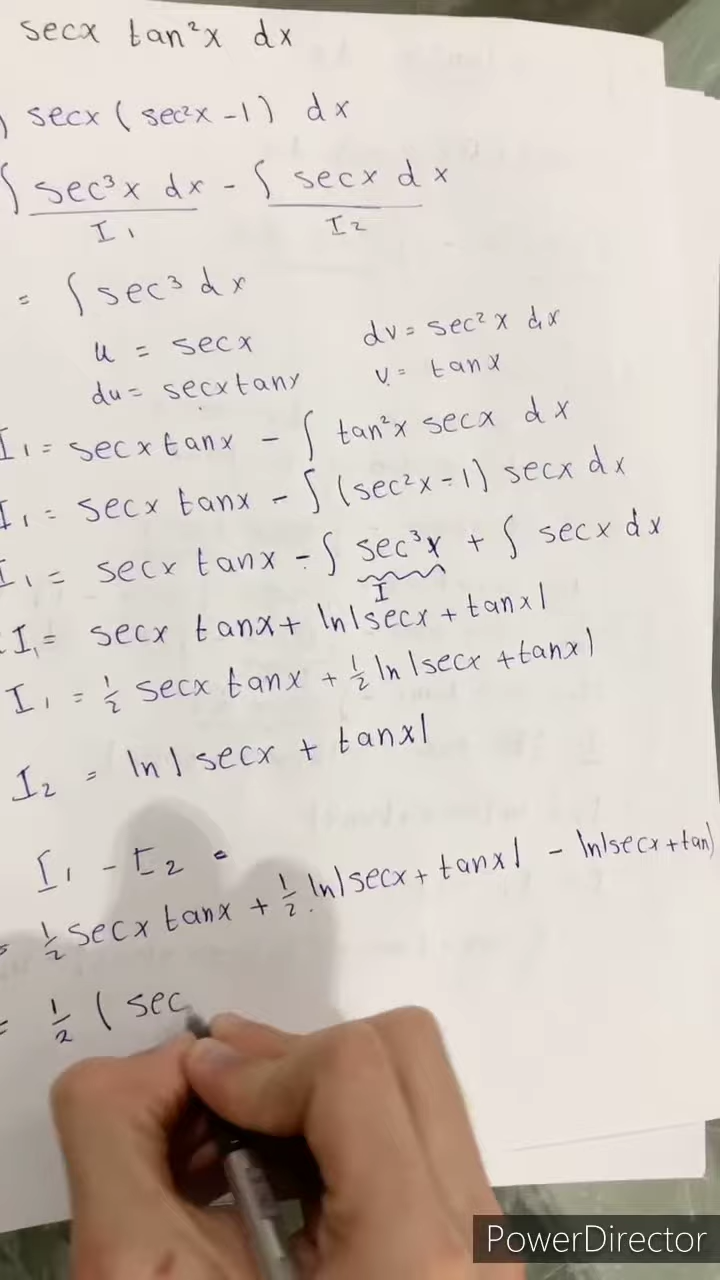 secx tan²x dx
) secx (sec²x -1) dx
∫ sec³x dx - ∫ secx dx
I₁ I₂
= ∫ sec³ dx
u = secx dv = sec²x dx
du = secxtanx v = tanx
I₁ = secxtanx - ∫ tan²x secx dx
I₁ = secx tanx - ∫(sec²x-1) secx dx
I₁ = secx tanx - ∫ sec³x + ∫ secx dx
I
I₁ = secx tanx + ln|secx + tanx|
I₁ = ½ secx tanx + ½ ln|secx + tanx|
I₂ = ln|secx + tanx|
I₁ - I₂ =
= ½ secx tanx + ½ ln|secx + tanx| - ln|secx + tan|
= ½ ( sec
PowerDirector